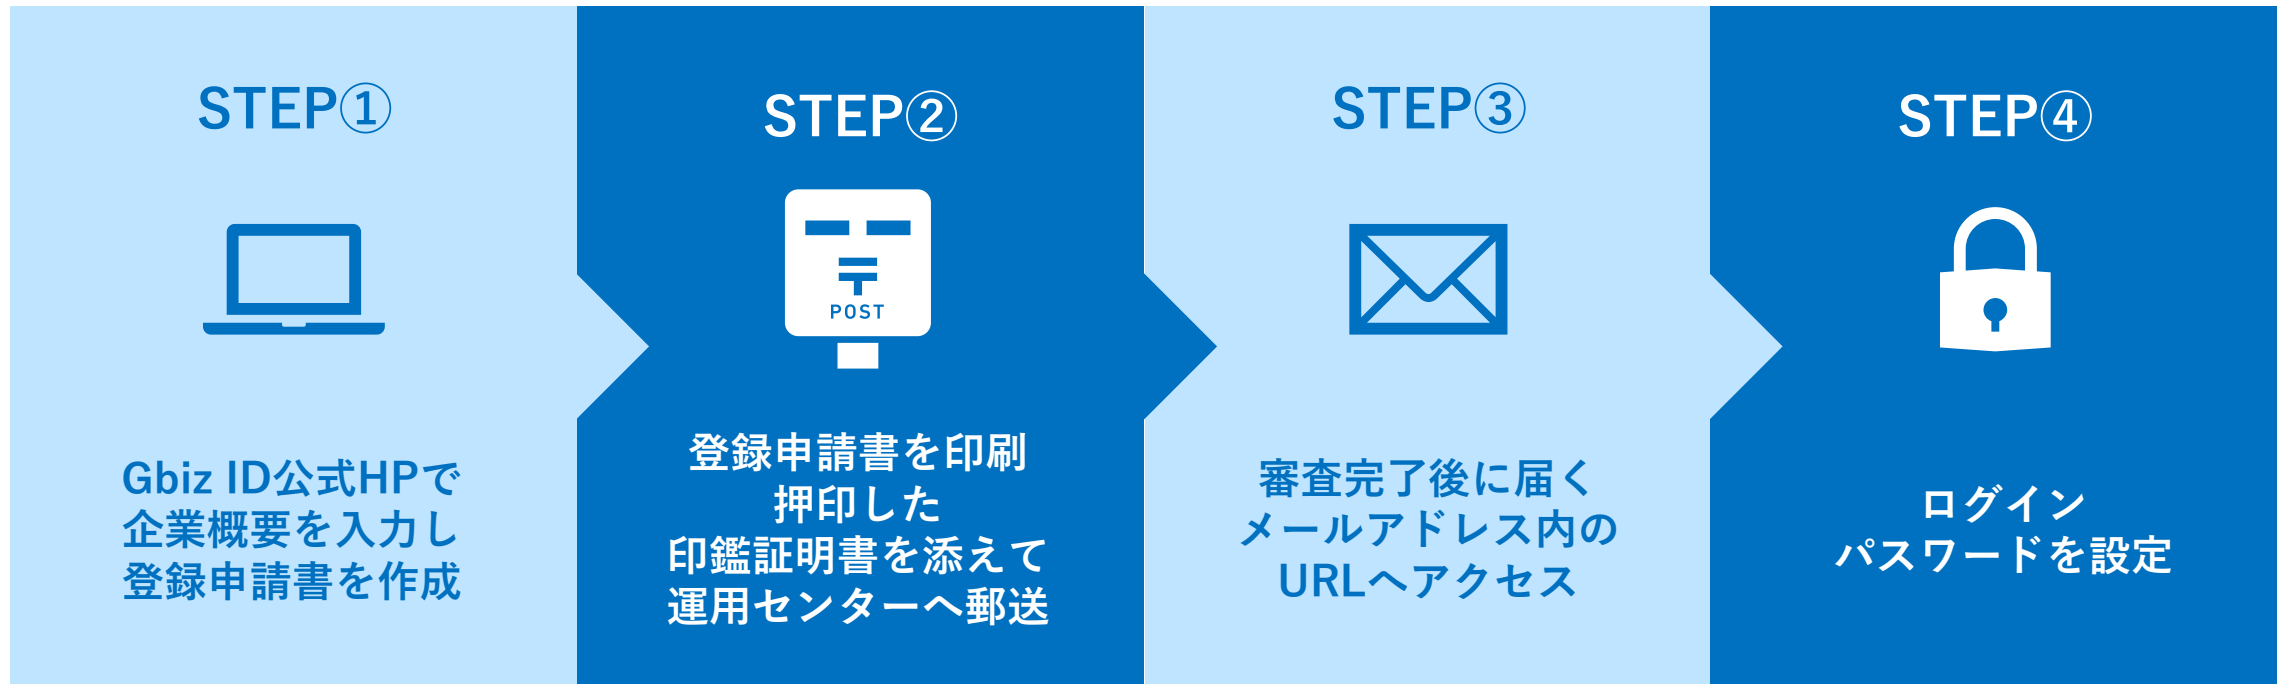 STEP①
Gbiz ID公式HPで
企業概要を入力し
登録申請書を作成
STEP②
〒
POST
登録申請書を印刷
押印した
印鑑証明書を添えて
運用センターへ郵送
STEP③
審査完了後に届く
メールアドレス内の
URLへアクセス
STEP④
ログイン
パスワードを設定